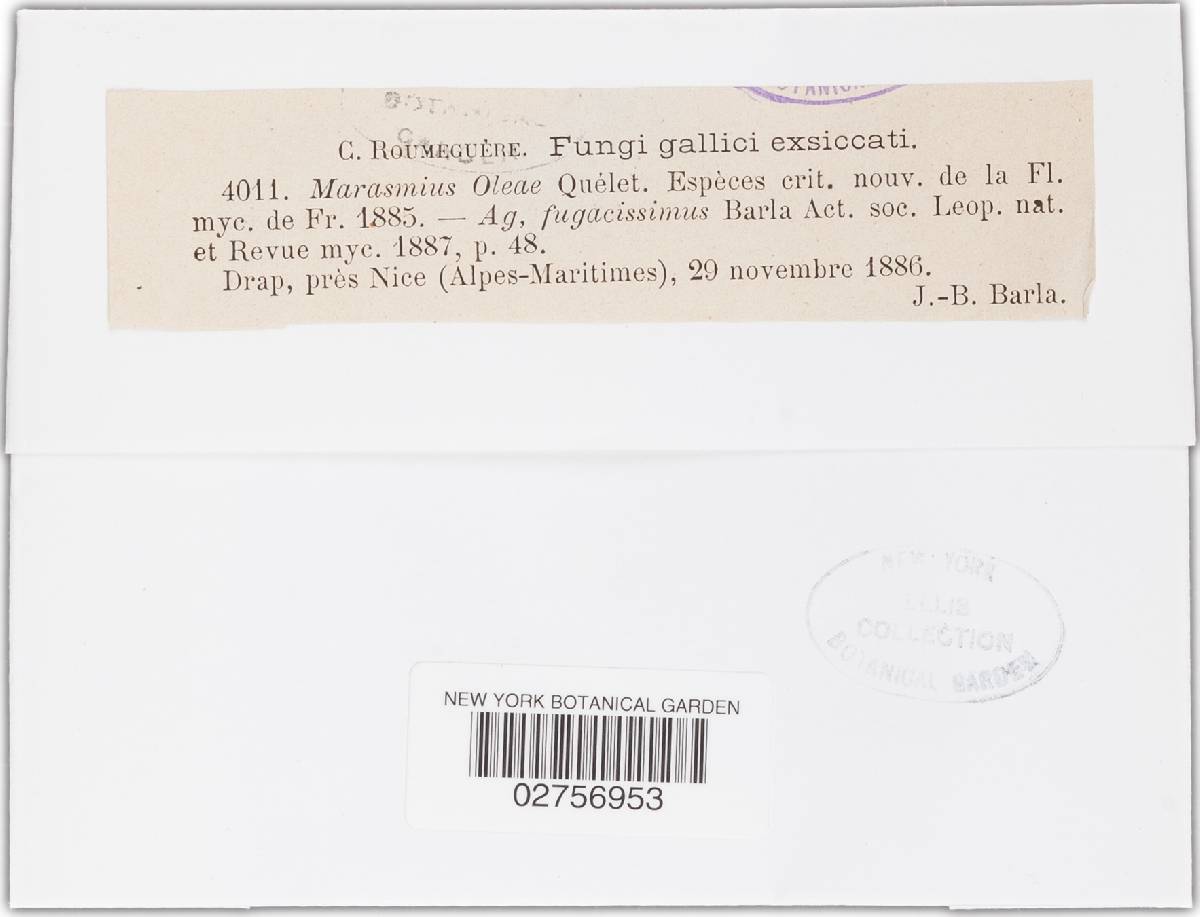 C. ROUMEGUÈRE. Fungi gallici exsiccati.
4011. Marasmius Oleae Quélet. Espèces crit. nouv. de la Fl.
myc. de Fr. 1885. — Ag, fugacissimus Barla Act. soc. Leop. nat.
et Revue myc. 1887, p. 48.
Drap, près Nice (Alpes-Maritimes), 29 novembre 1886.
J.-B. Barla.
NEW YORK
ELLIS
COLLECTION
BOTANICAL GARDEN
NEW YORK BOTANICAL GARDEN
02756953